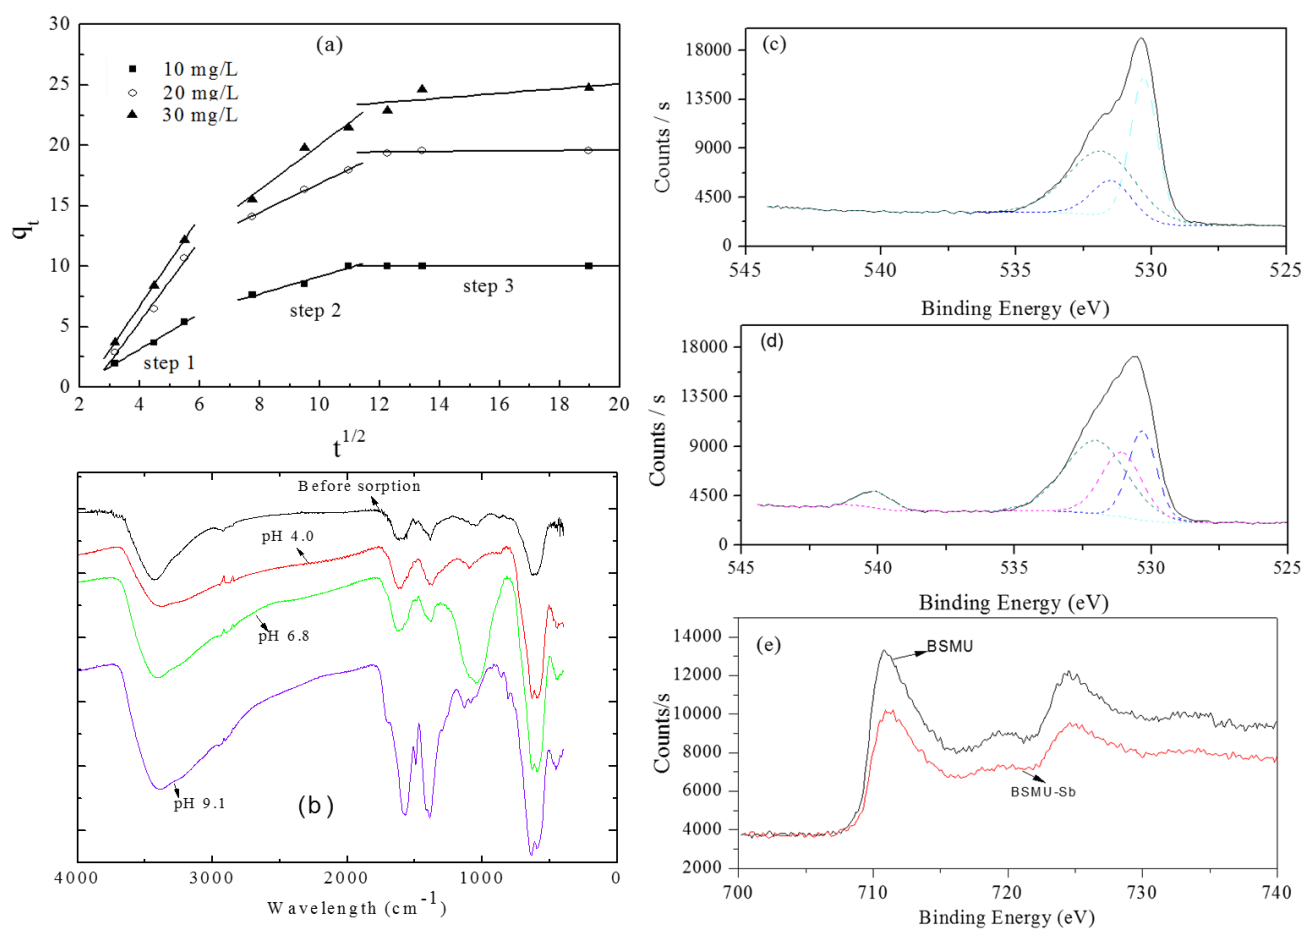 (a)
10 mg/L
20 mg/L
30 mg/L
30
25
20
15
10
5
0
q_t
step 1
step 2
step 3
2 4 6 8 10 12 14 16 18 20
t^1/2
Before sorption
pH 4.0
pH 6.8
pH 9.1
(b)
4000 3000 2000 1000 0
Wavelength (cm^-1)
(c)
18000
13500
9000
4500
0
Counts / s
545 540 535 530 525
Binding Energy (eV)
(d)
18000
13500
9000
4500
0
Counts / s
545 540 535 530 525
Binding Energy (eV)
(e)
14000
12000
10000
8000
6000
4000
2000
Counts/s
BSMU
BSMU-Sb
700 710 720 730 740
Binding Energy (eV)